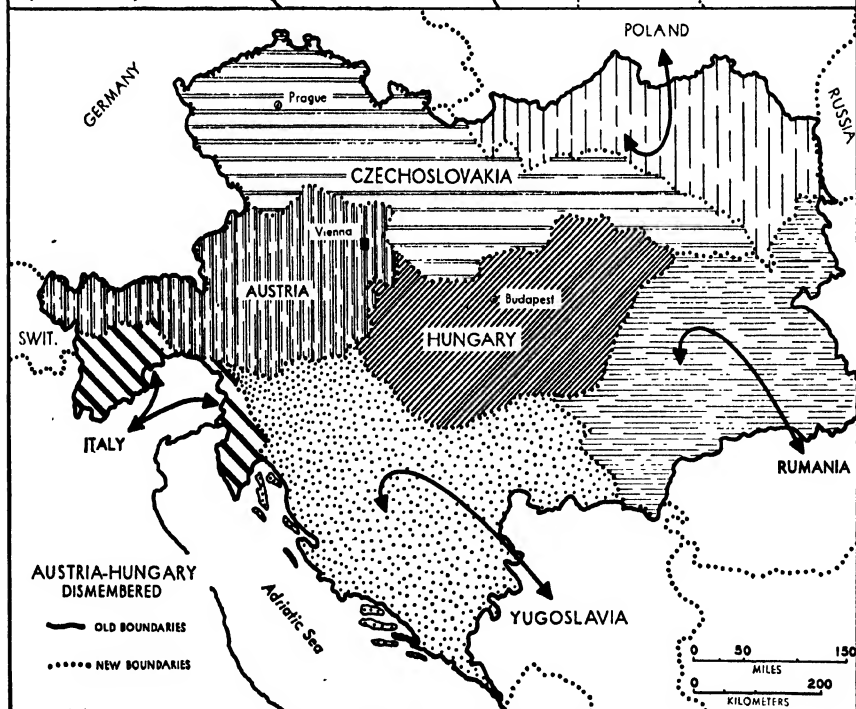 POLAND
GERMANY
RUSSIA
Prague
CZECHOSLOVAKIA
Vienna
AUSTRIA
Budapest
SWIT.
HUNGARY
ITALY
RUMANIA
AUSTRIA-HUNGARY
DISMEMBERED
OLD BOUNDARIES
NEW BOUNDARIES
Adriatic Sea
YUGOSLAVIA
0 50 150
MILES
0 200
KILOMETERS